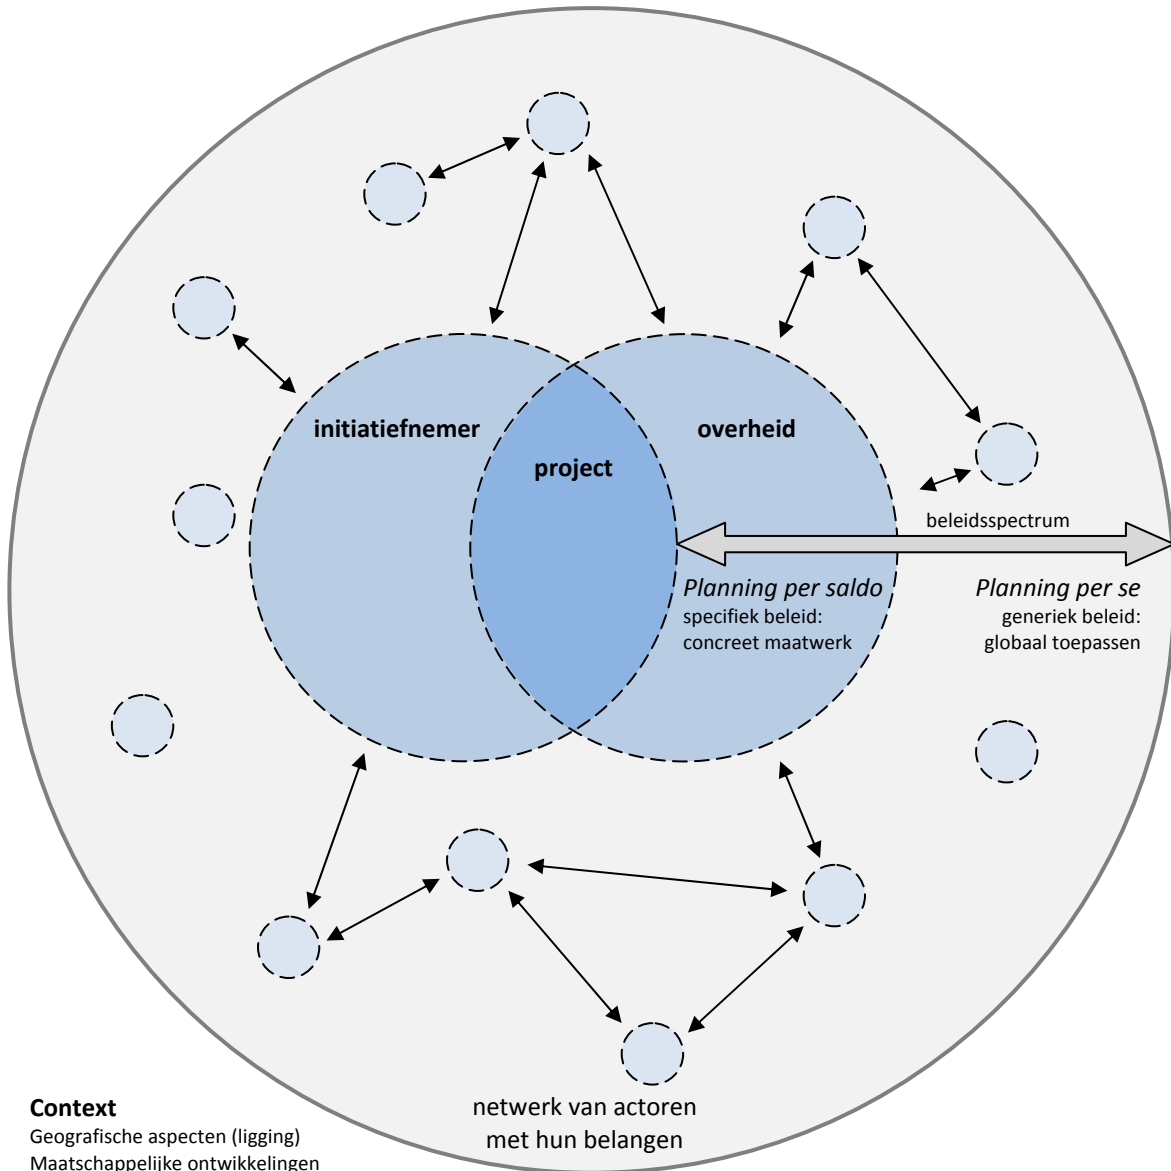 initiatiefnemer
overheid
project
beleidsspectrum
Planning per saldo
specifiek beleid:
concreet maatwerk
Planning per se
generiek beleid:
globaal toepassen
Context
Geografische aspecten (ligging)
Maatschappelijke ontwikkelingen
netwerk van actoren
met hun belangen